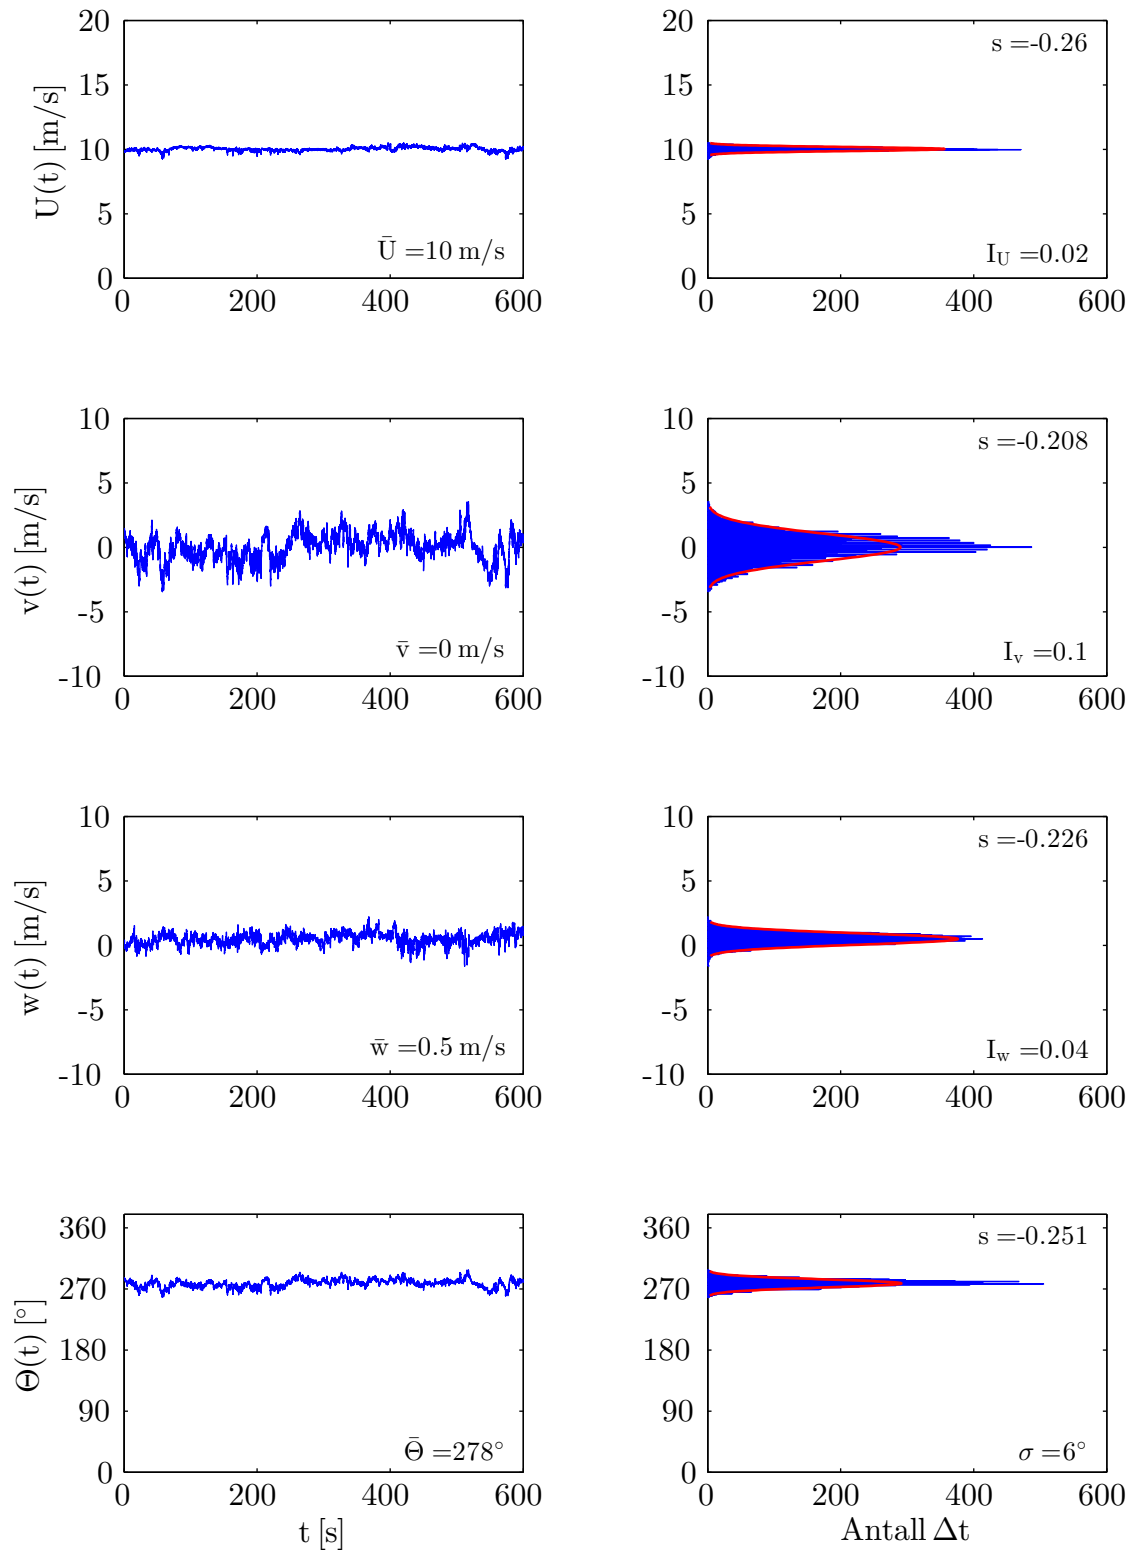 20
15
10
5
0
U(t) [m/s]
Ū =10 m/s
0 200 400 600
20
15
10
5
0
s =-0.26
I_U =0.02
0 200 400 600
10
5
0
-5
-10
v(t) [m/s]
v̄ =0 m/s
0 200 400 600
10
5
0
-5
-10
s =-0.208
I_v =0.1
0 200 400 600
10
5
0
-5
-10
w(t) [m/s]
w̄ =0.5 m/s
0 200 400 600
10
5
0
-5
-10
s =-0.226
I_w =0.04
0 200 400 600
360
270
180
90
0
Θ(t) [°]
Θ̄ =278°
0 200 400 600
t [s]
360
270
180
90
0
s =-0.251
σ =6°
0 200 400 600
Antall Δt